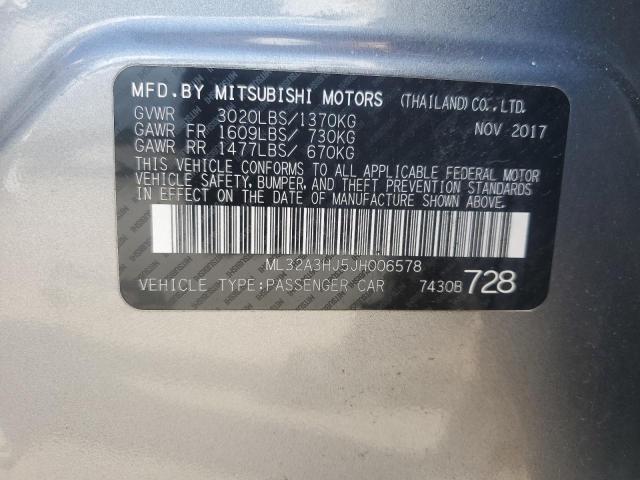 MFD.BY MITSUBISHI MOTORS (THAILAND)CO.,LTD.
GVWR 3020LBS/1370KG NOV 2017
GAWR FR 1609LBS/ 730KG
GAWR RR 1477LBS/ 670KG
THIS VEHICLE CONFORMS TO ALL APPLICABLE FEDERAL MOTOR
VEHICLE SAFETY, BUMPER, AND THEFT PREVENTION STANDARDS
IN EFFECT ON THE DATE OF MANUFACTURE SHOWN ABOVE.
ML32A3HJ5JH006578
VEHICLE TYPE:PASSENGER CAR 7430B 728